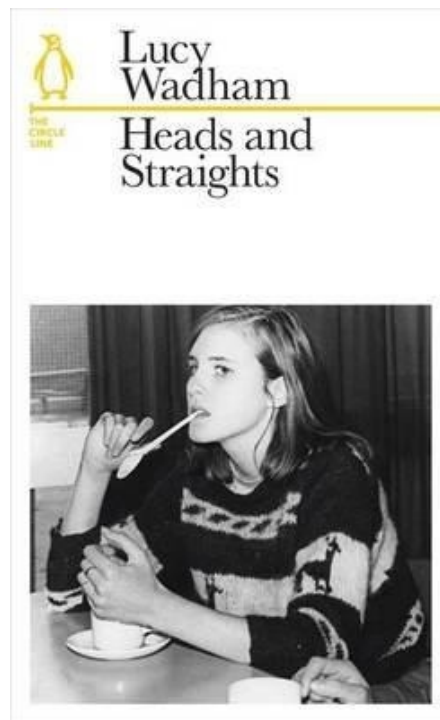 Lucy
Wadham
THE
CIRCLE
LINE
Heads and
Straights